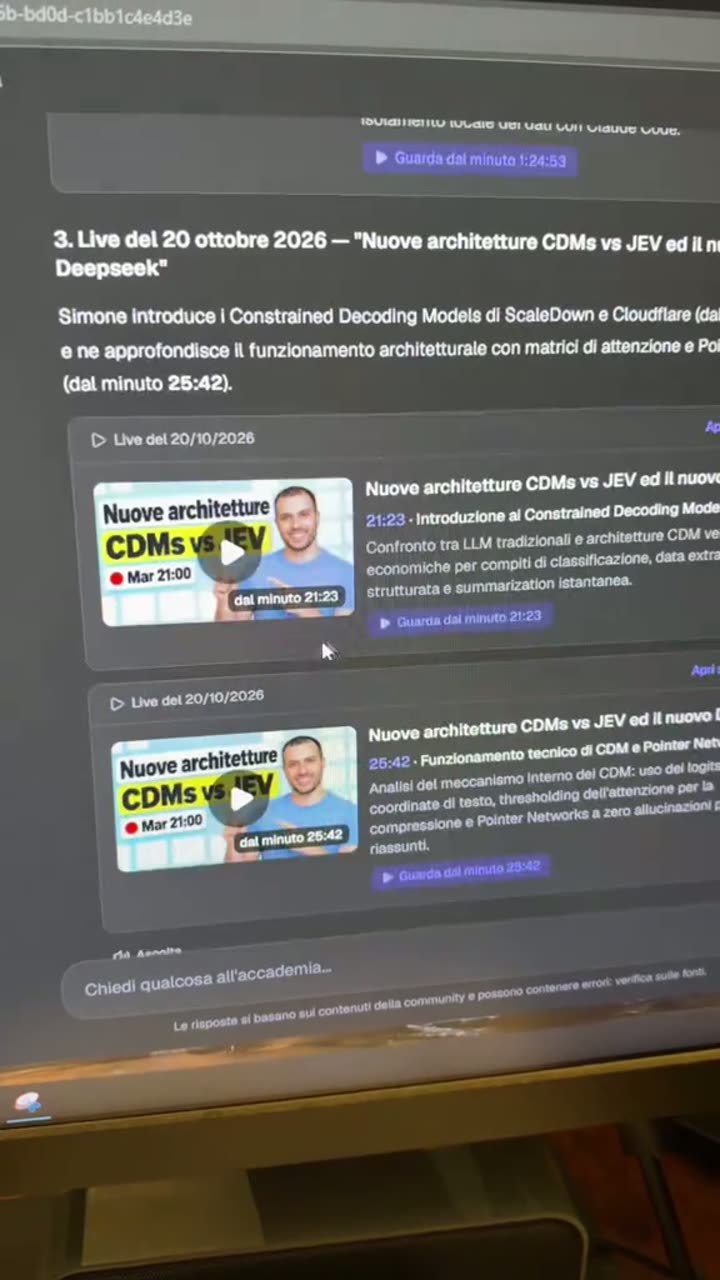 5b-bd0d-c1bb1c4e4d3e
isolamento locale dei dati con Claude Code.
Guarda dal minuto 1:24:53
3. Live del 20 ottobre 2026 — "Nuove architetture CDMs vs JEV ed il
Deepseek"
Simone introduce i Constrained Decoding Models di ScaleDown e Cloudflare
e ne approfondisce il funzionamento architetturale con matrici di attenzione e
(dal minuto 25:42).
Live del 20/10/2026
Nuove architetture
CDMs vs JEV
Mar 21:00
dal minuto 21:23
Nuove architetture CDMs vs JEV ed il nuovo
21:23 · Introduzione ai Constrained Decoding
Confronto tra LLM tradizionali e architetture CDM
economiche per compiti di classificazione, data
strutturata e summarization istantanea.
Guarda dal minuto 21:23
Live del 20/10/2026
Apri
Nuove architetture
CDMs vs JEV
Mar 21:00
dal minuto 25:42
Nuove architetture CDMs vs JEV ed il nuovo
25:42 · Funzionamento tecnico di CDM e Pointer
Analisi del meccanismo interno dei CDM: uso dei logits
coordinate di testo, thresholding dell'attenzione per la
compressione e Pointer Networks a zero allucinazioni
riassunti.
Guarda dal minuto 25:42
Ascolta
Chiedi qualcosa all'accademia...
Le risposte si basano sui contenuti della community e possono contenere errori: verifica sulle fonti.